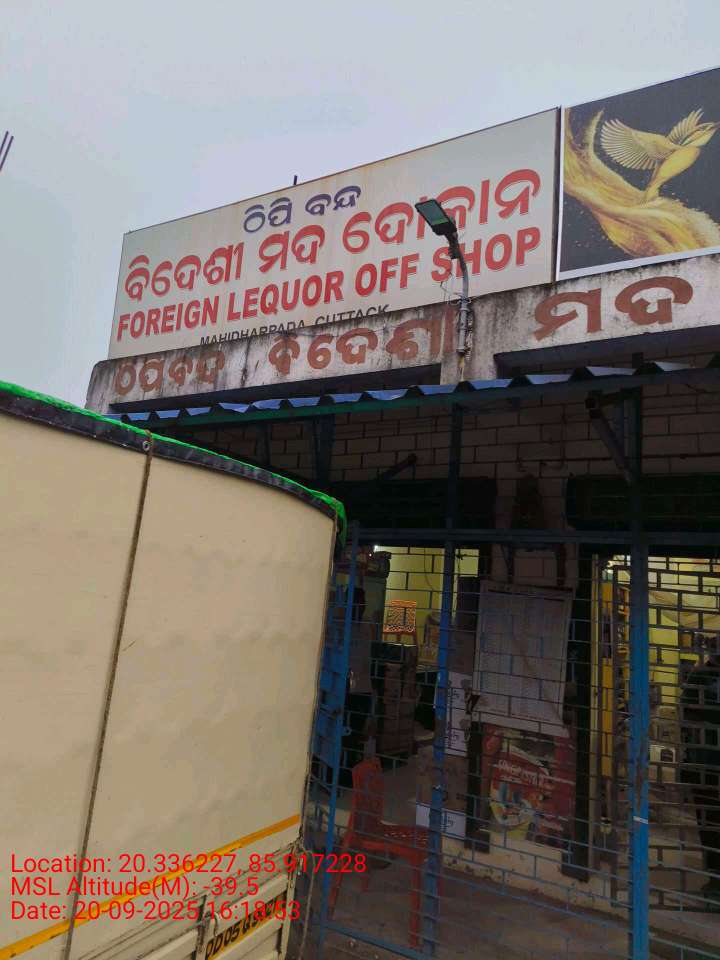 ଠିପି ବନ୍ଦ
ବିଦେଶୀ ମଦ ଦୋକାନ
FOREIGN LEQUOR OFF SHOP
MAHIDHARPADA, CUTTACK
ଠିପିବନ୍ଦ ବିଦେଶୀ ମଦ
Location: 20.336227, 85.917228
MSL Altitude(M): -39.5
Date: 20-09-2025 16:18:53